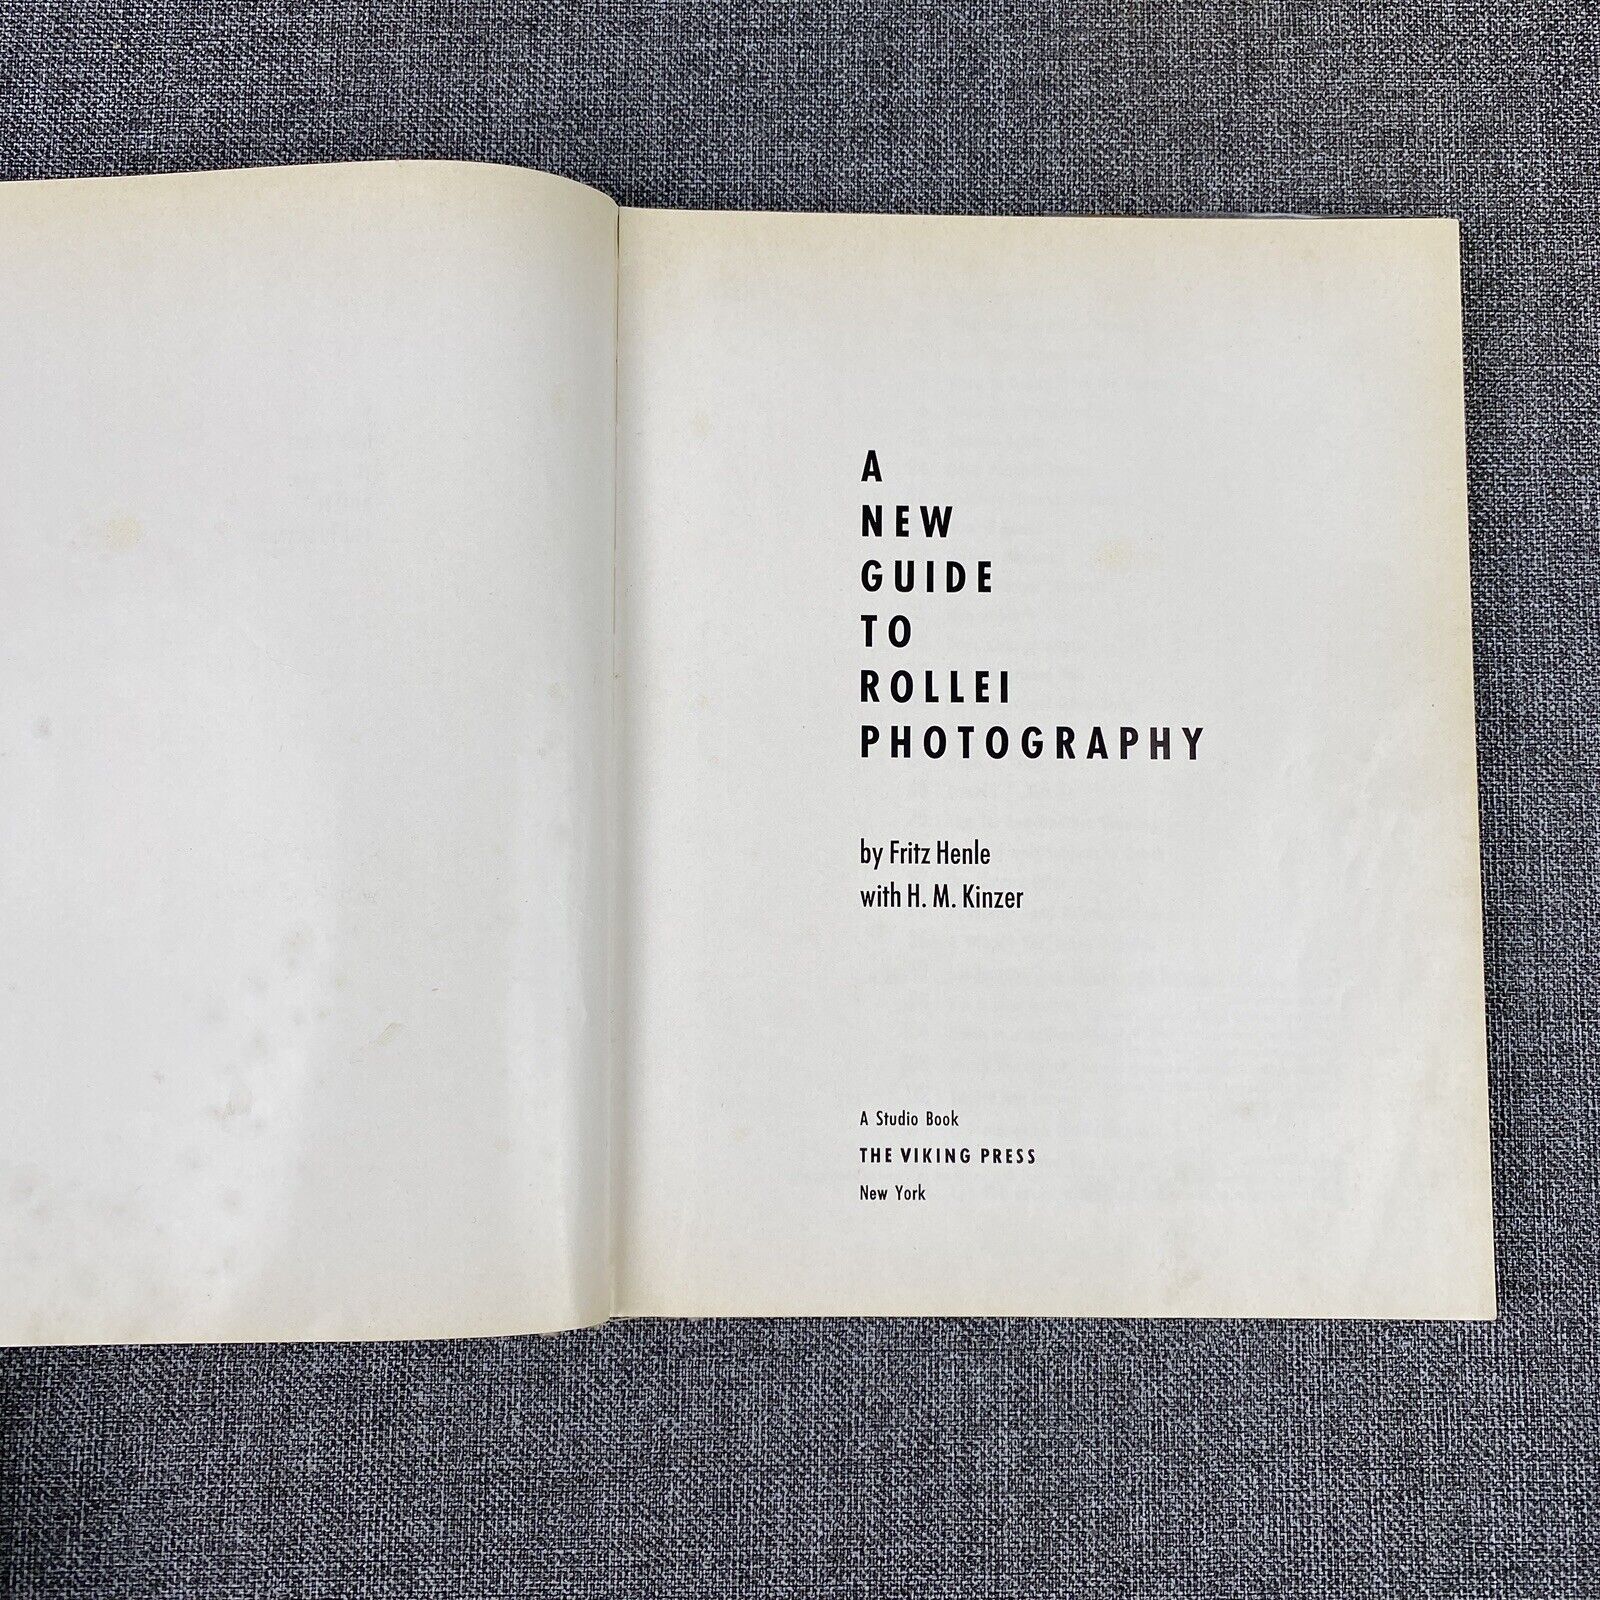 A
NEW
GUIDE
TO
ROLLEI
PHOTOGRAPHY
by Fritz Henle
with H. M. Kinzer
A Studio Book
THE VIKING PRESS
New York